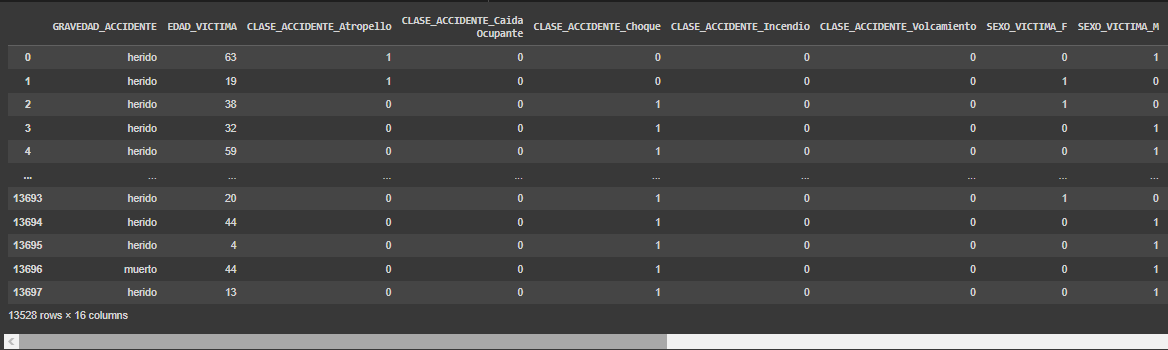 GRAVEDAD_ACCIDENTE EDAD_VICTIMA CLASE_ACCIDENTE_Atropello CLASE_ACCIDENTE_Caida Ocupante CLASE_ACCIDENTE_Choque CLASE_ACCIDENTE_Incendio CLASE_ACCIDENTE_Volcamiento SEXO_VICTIMA_F SEXO_VICTIMA_M
0 herido 63 1 0 0 0 0 0 1
1 herido 19 1 0 0 0 0 1 0
2 herido 38 0 0 1 0 0 1 0
3 herido 32 0 0 1 0 0 0 1
4 herido 59 0 0 1 0 0 0 1
... ... ... ... ... ... ... ... ... ...
13693 herido 20 0 0 1 0 0 1 0
13694 herido 44 0 0 1 0 0 0 1
13695 herido 4 0 0 1 0 0 0 1
13696 muerto 44 0 0 1 0 0 0 1
13697 herido 13 0 0 1 0 0 0 1
13528 rows × 16 columns